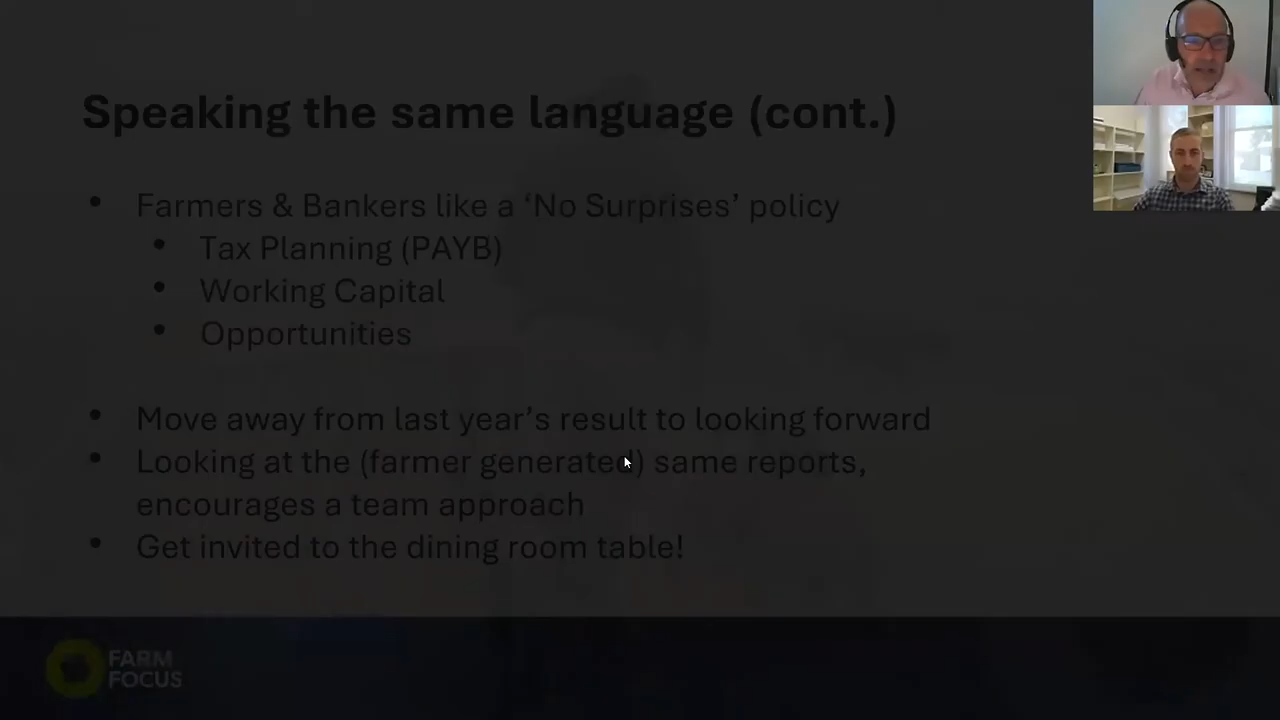 Speaking the same language (cont.)
• Farmers & Bankers like a ‘No Surprises’ policy
• Tax Planning (PAYB)
• Working Capital
• Opportunities
• Move away from last year’s result to looking forward
• Looking at the (farmer generated) same reports,
encourages a team approach
• Get invited to the dining room table!
FARM
FOCUS